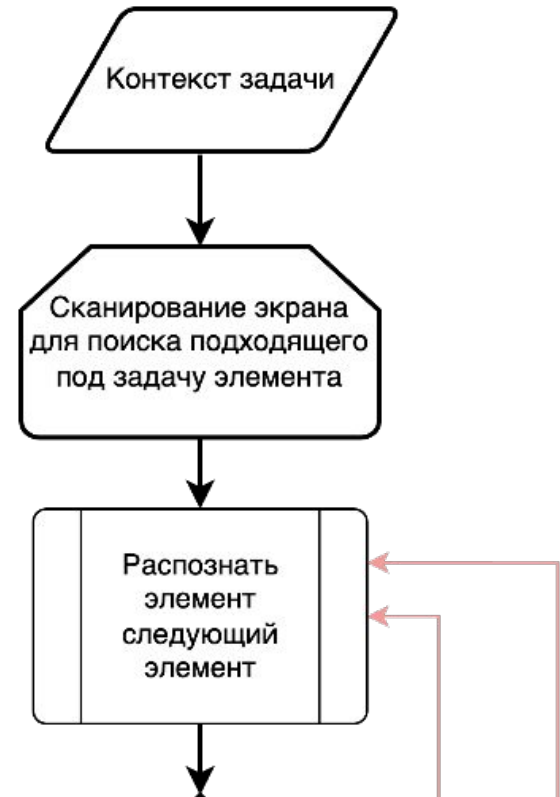 Контекст задачи
Сканирование экрана
для поиска подходящего
под задачу элемента
Распознать
элемент
следующий
элемент